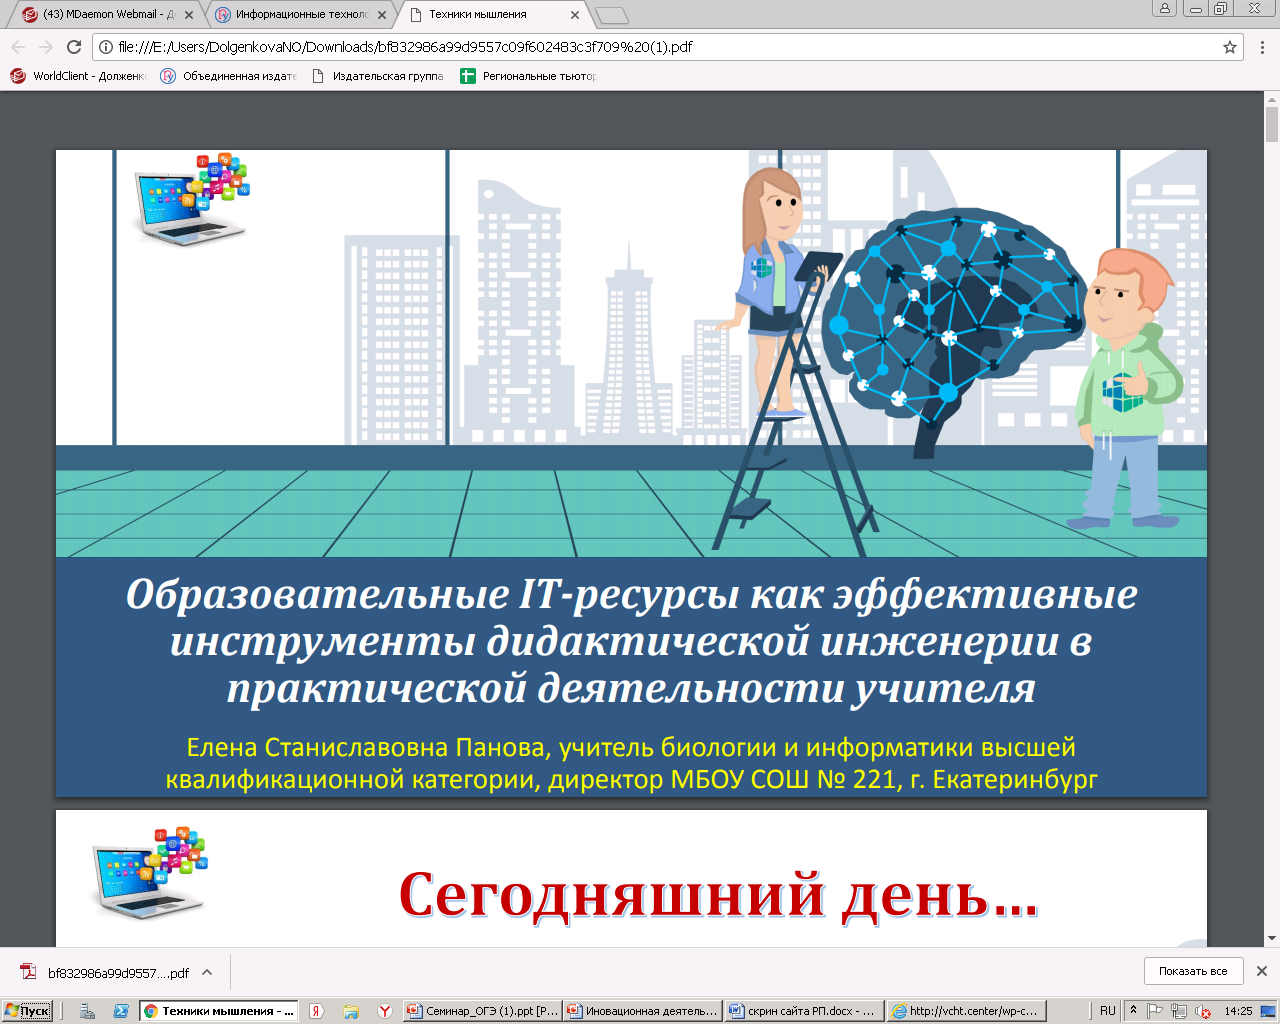 (43) MDaemon Webmail - Д
Информационные технол
Техники мышления
file:///E:/Users/DolgenkovaNO/Downloads/bf832986a99d9557c09f602483c3f709%20(1).pdf
WorldClient - Долженк
Объединенная издате
Издательская группа
Региональные тьютор
Образовательные IT-ресурсы как эффективные
инструменты дидактической инженерии в
практической деятельности учителя
Елена Станиславовна Панова, учитель биологии и информатики высшей
квалификационной категории, директор МБОУ СОШ № 221, г. Екатеринбург
Сегодняшний день...
bf832986a99d9557....pdf
Показать все
Пуск
Техники мышления - ...
Семинар_ОГЭ (1).ppt [P...
Иновационная деятель...
скрин сайта РП.docx - ...
http://vcht.center/wp-c...
RU
14:25